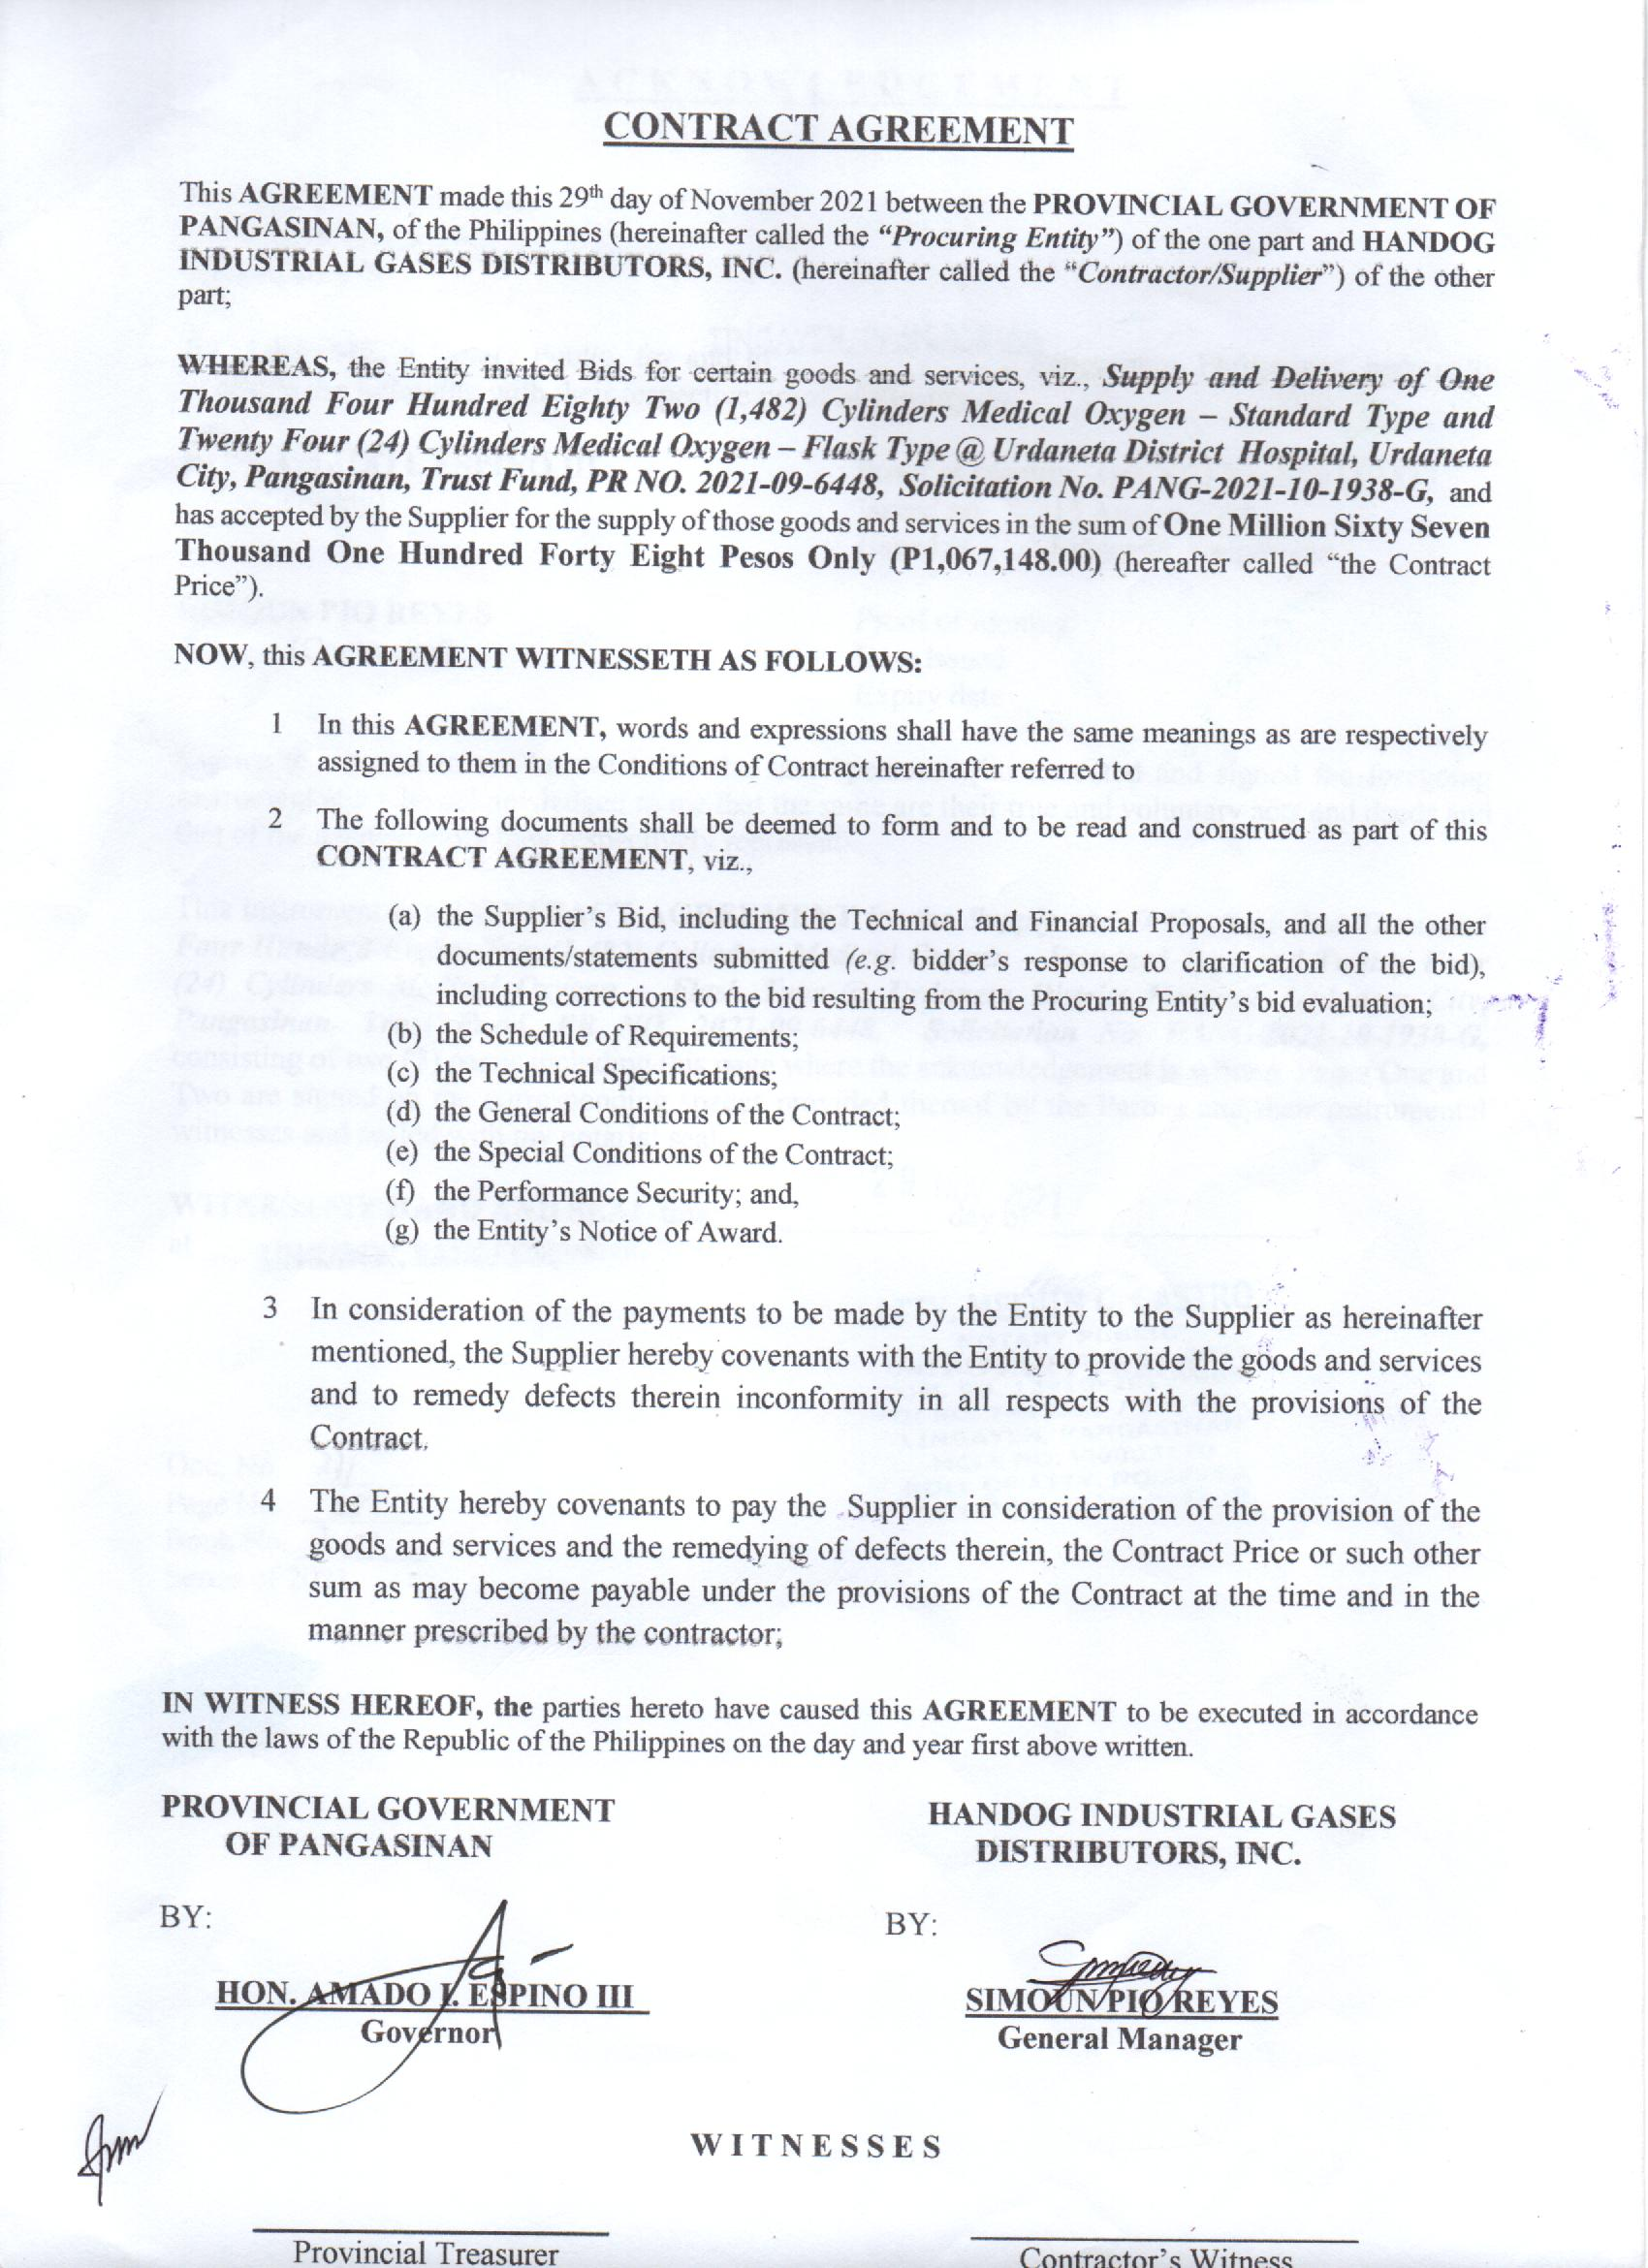 CONTRACT AGREEMENT
This AGREEMENT made this 29th day of November 2021 between the PROVINCIAL GOVERNMENT OF
PANGASINAN, of the Philippines (hereinafter called the “Procuring Entity”) of the one part and HANDOG
INDUSTRIAL GASES DISTRIBUTORS, INC. (hereinafter called the “Contractor/Supplier”) of the other
part;
WHEREAS, the Entity invited Bids for certain goods and services, viz., Supply and Delivery of One
Thousand Four Hundred Eighty Two (1,482) Cylinders Medical Oxygen – Standard Type and
Twenty Four (24) Cylinders Medical Oxygen – Flask Type @ Urdaneta District Hospital, Urdaneta
City, Pangasinan, Trust Fund, PR NO. 2021-09-6448, Solicitation No. PANG-2021-10-1938-G, and
has accepted by the Supplier for the supply of those goods and services in the sum of One Million Sixty Seven
Thousand One Hundred Forty Eight Pesos Only (P1,067,148.00) (hereafter called “the Contract
Price”).
NOW, this AGREEMENT WITNESSETH AS FOLLOWS:
1 In this AGREEMENT, words and expressions shall have the same meanings as are respectively
assigned to them in the Conditions of Contract hereinafter referred to
2 The following documents shall be deemed to form and to be read and construed as part of this
CONTRACT AGREEMENT, viz.,
(a) the Supplier’s Bid, including the Technical and Financial Proposals, and all the other
documents/statements submitted (e.g. bidder’s response to clarification of the bid),
including corrections to the bid resulting from the Procuring Entity’s bid evaluation;
(b) the Schedule of Requirements;
(c) the Technical Specifications;
(d) the General Conditions of the Contract;
(e) the Special Conditions of the Contract;
(f) the Performance Security; and,
(g) the Entity’s Notice of Award.
3 In consideration of the payments to be made by the Entity to the Supplier as hereinafter
mentioned, the Supplier hereby covenants with the Entity to provide the goods and services
and to remedy defects therein inconformity in all respects with the provisions of the
Contract.
4 The Entity hereby covenants to pay the Supplier in consideration of the provision of the
goods and services and the remedying of defects therein, the Contract Price or such other
sum as may become payable under the provisions of the Contract at the time and in the
manner prescribed by the contractor;
IN WITNESS HEREOF, the parties hereto have caused this AGREEMENT to be executed in accordance
with the laws of the Republic of the Philippines on the day and year first above written.
PROVINCIAL GOVERNMENT
OF PANGASINAN
HANDOG INDUSTRIAL GASES
DISTRIBUTORS, INC.
BY:
BY:
HON. AMADO I. ESPINO III
Governor
SIMOUN PIO REYES
General Manager
WITNESSES
Provincial Treasurer
Contractor’s Witness